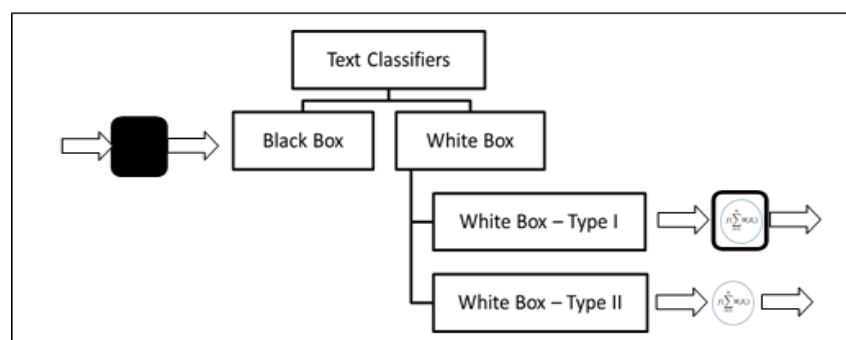 Text Classifiers
Black Box
White Box
White Box – Type I
White Box – Type II